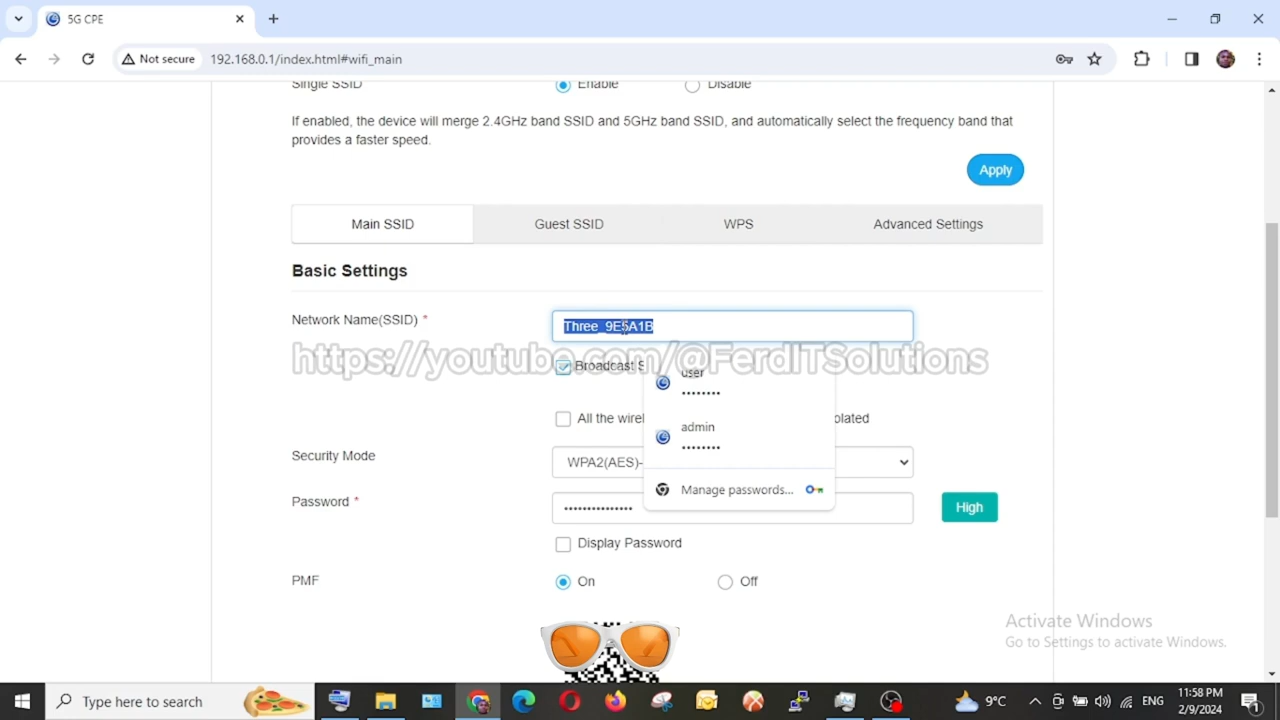 5G CPE
Not secure
192.168.0.1/index.html#wifi_main
Single SSID
Enable
Disable
If enabled, the device will merge 2.4GHz band SSID and 5GHz band SSID, and automatically select the frequency band that
provides a faster speed.
Apply
Main SSID
Guest SSID
WPS
Advanced Settings
Basic Settings
Network Name(SSID) *
Three_9E5A1B
https://youtube.com/@FerdITSolutions
Broadcast S
user
••••••••
All the wirel
olated
admin
••••••••
Security Mode
WPA2(AES)-
Manage passwords...
Password *
•••••••••••••••
High
Display Password
PMF
On
Off
Activate Windows
Go to Settings to activate Windows.
Type here to search
9°C
ENG
11:58 PM
2/9/2024
1